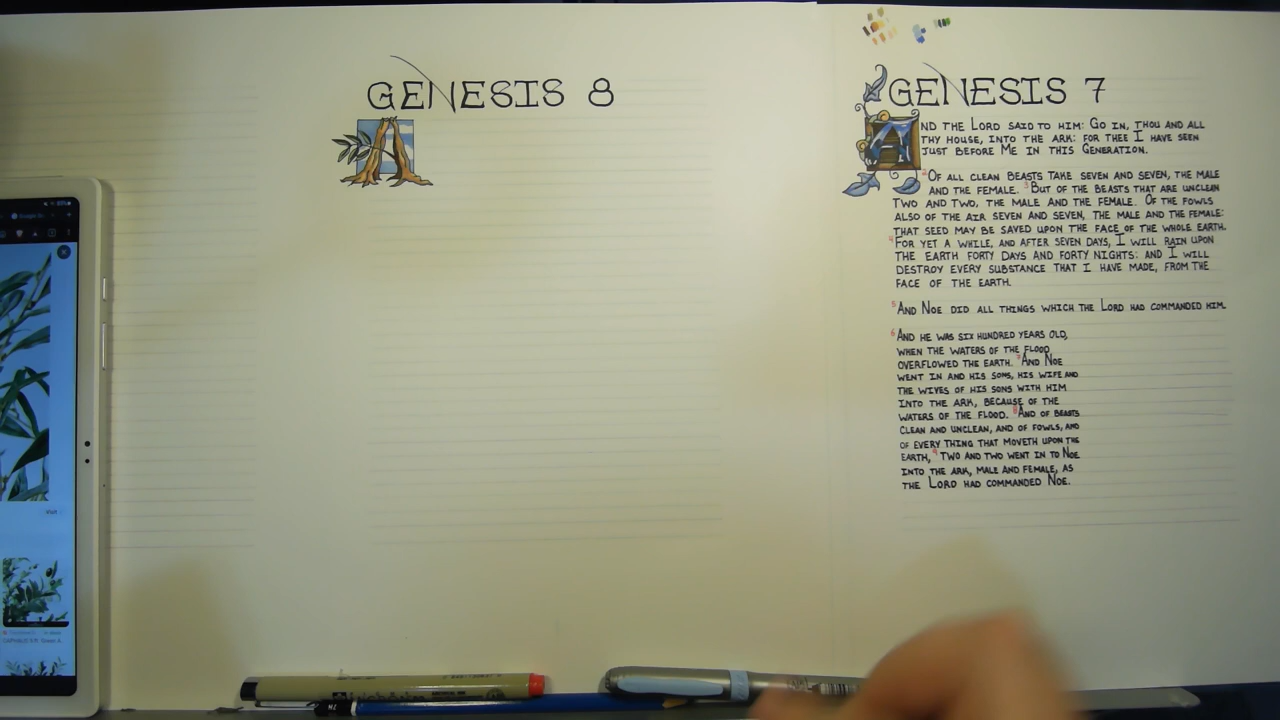 GENESIS 8
A
GENESIS 7
AND THE LORD SAID TO HIM: GO IN, THOU AND ALL
THY HOUSE, INTO THE ARK: FOR THEE I HAVE SEEN
JUST BEFORE ME IN THIS GENERATION.
2 OF ALL CLEAN BEASTS TAKE SEVEN AND SEVEN, THE MALE
AND THE FEMALE. 3 BUT OF THE BEASTS THAT ARE UNCLEAN
TWO AND TWO, THE MALE AND THE FEMALE. OF THE FOWLS
ALSO OF THE AIR SEVEN AND SEVEN, THE MALE AND THE FEMALE:
THAT SEED MAY BE SAVED UPON THE FACE OF THE WHOLE EARTH.
4 FOR YET A WHILE, AND AFTER SEVEN DAYS, I WILL RAIN UPON
THE EARTH FORTY DAYS AND FORTY NIGHTS: AND I WILL
DESTROY EVERY SUBSTANCE THAT I HAVE MADE, FROM THE
FACE OF THE EARTH.
5 AND NOE DID ALL THINGS WHICH THE LORD HAD COMMANDED HIM.
6 AND HE WAS SIX HUNDRED YEARS OLD,
WHEN THE WATERS OF THE FLOOD
OVERFLOWED THE EARTH. 7 AND NOE
WENT IN AND HIS SONS, HIS WIFE AND
THE WIVES OF HIS SONS WITH HIM
INTO THE ARK, BECAUSE OF THE
WATERS OF THE FLOOD. 8 AND OF BEASTS
CLEAN AND UNCLEAN, AND OF FOWLS, AND
OF EVERY THING THAT MOVETH UPON THE
EARTH, 9 TWO AND TWO WENT IN TO NOE
INTO THE ARK, MALE AND FEMALE, AS
THE LORD HAD COMMANDED NOE.
Visit